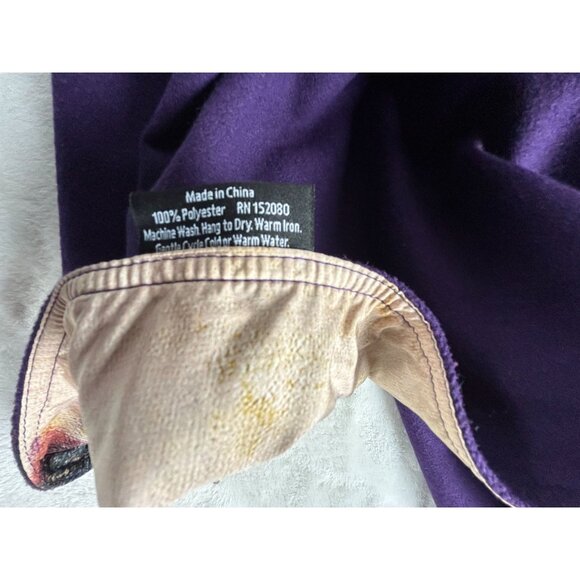 Made in China
100% Polyester RN 152080
Machine Wash. Hang to Dry. Warm Iron.
Gentle Cycle Cold or Warm Water.